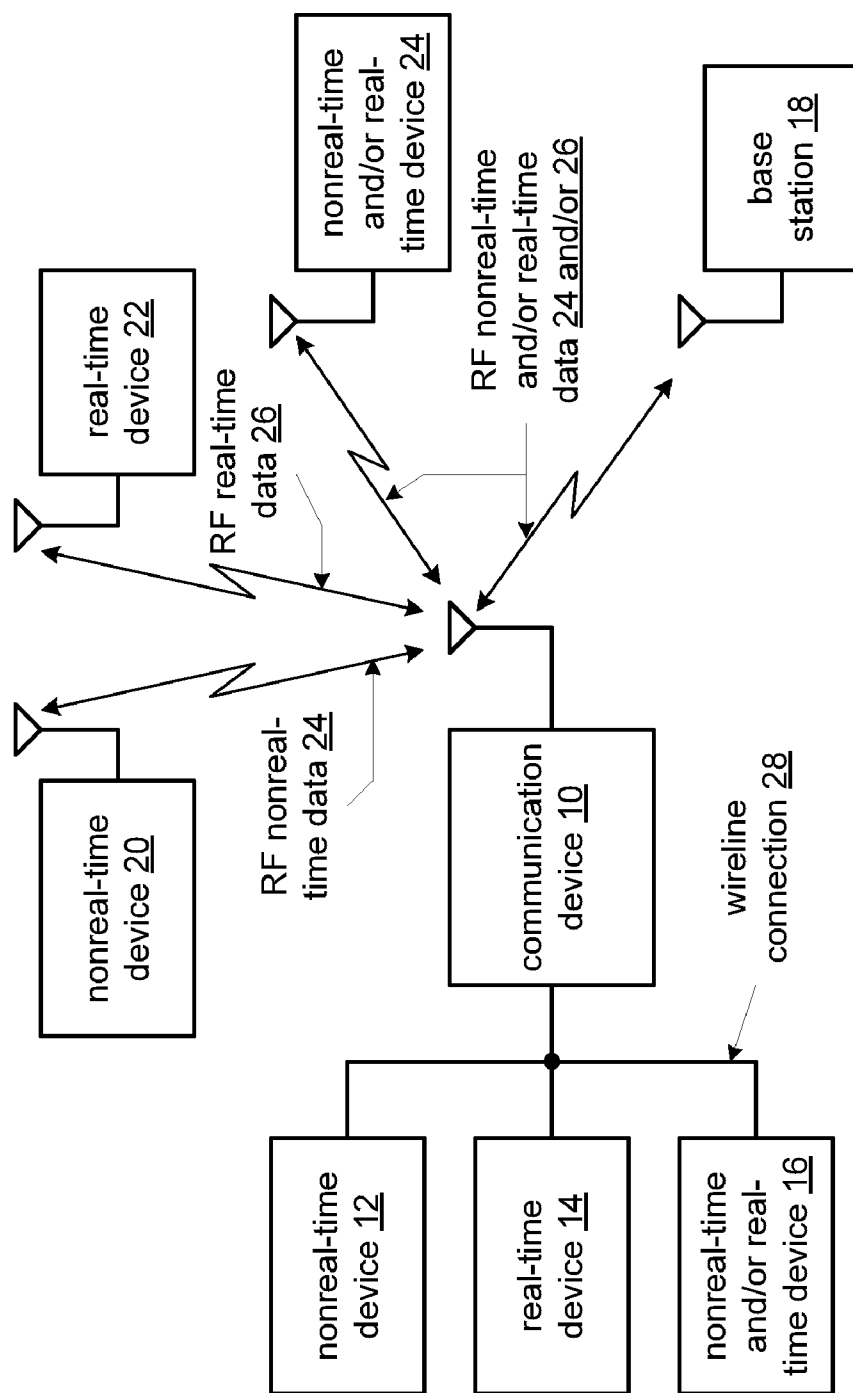 nonreal-time
device 20
real-time
device 22
RF nonreal-
time data 24
RF real-time
data 26
nonreal-time
and/or real-
time device 24
nonreal-time
device 12
communication
device 10
RF nonreal-time
and/or real-time
data 24 and/or 26
real-time
device 14
nonreal-time
and/or real-
time device 16
wireline
connection 28
base
station 18